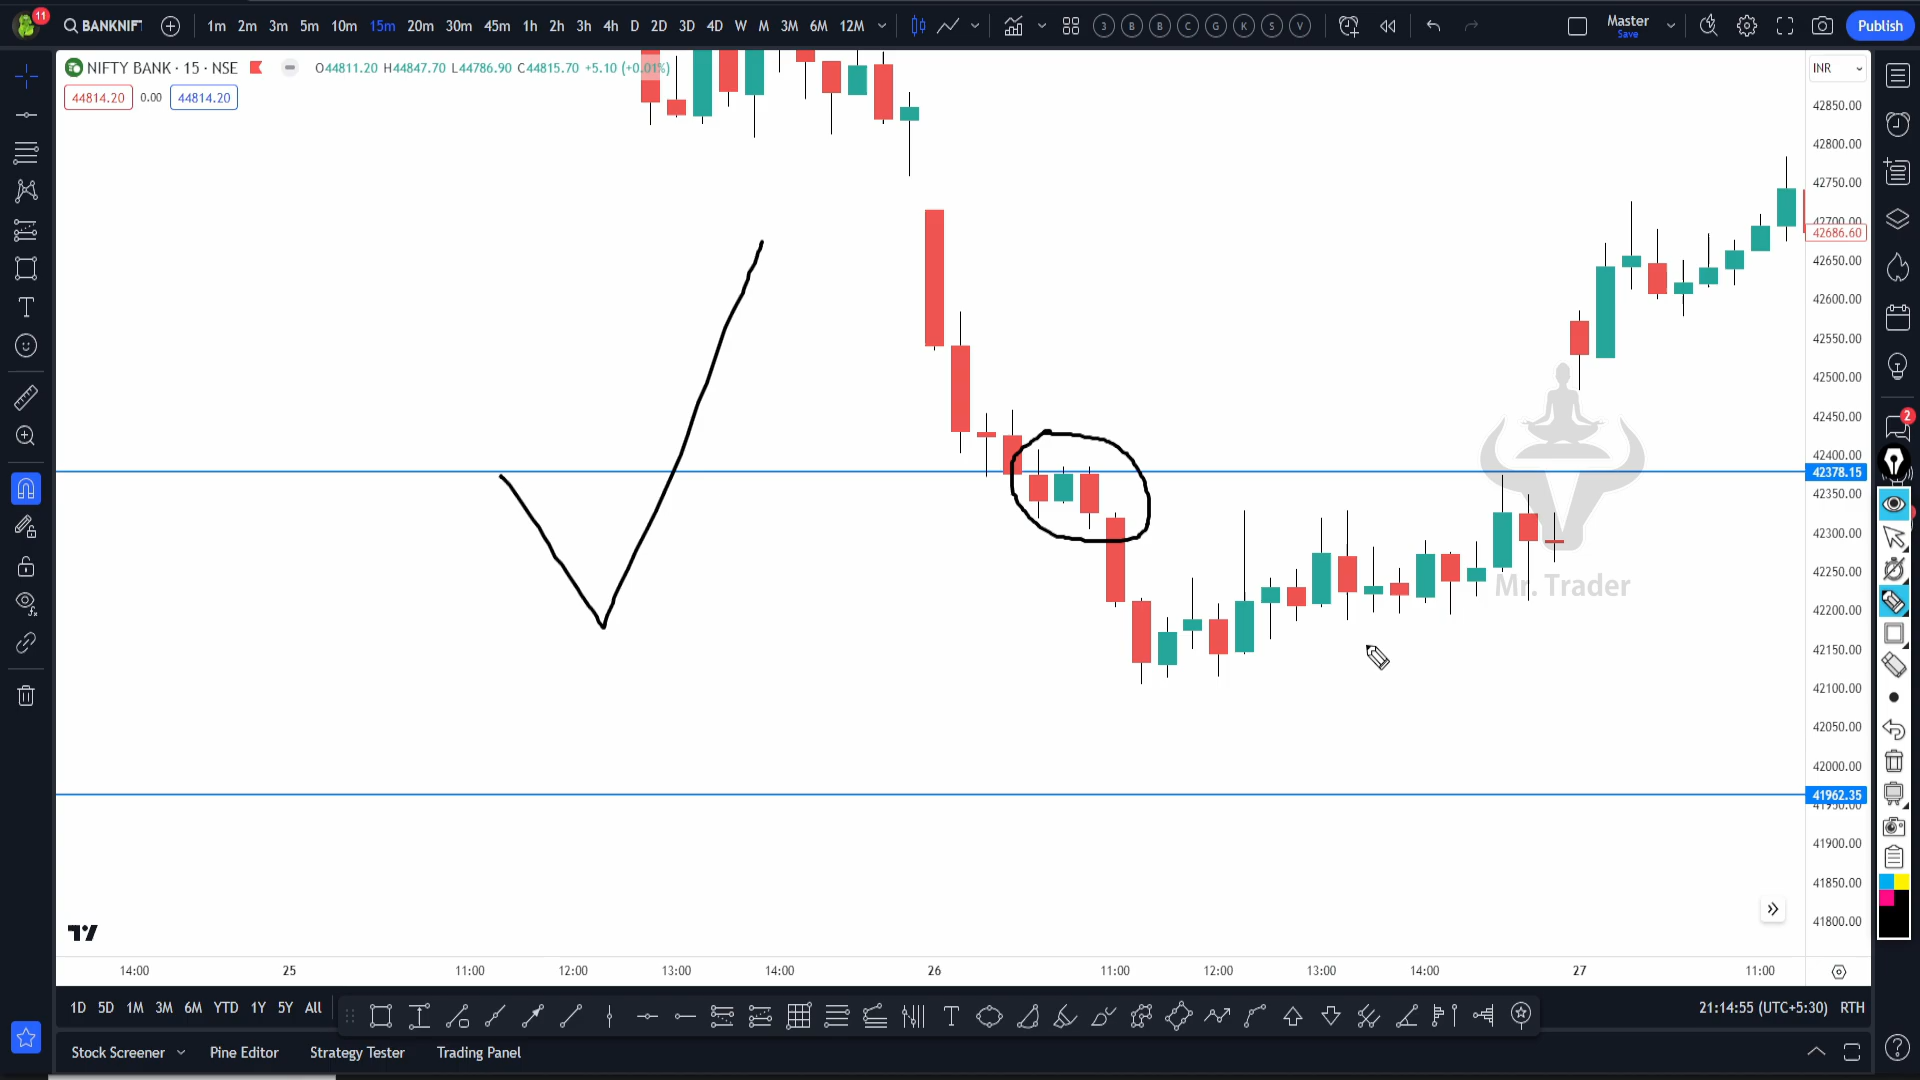 11
BANKNIF
1m 2m 3m 5m 10m 15m 20m 30m 45m 1h 2h 3h 4h D 2D 3D 4D W M 3M 6M 12M
3 B B C G K S V
Master
Save
Publish
NIFTY BANK · 15 · NSE
O44811.20 H44847.70 L44786.90 C44815.70 +5.10 (+0.01%)
INR
44814.20 0.00 44814.20
42850.00
42800.00
42750.00
42700.00
42686.60
42650.00
42600.00
42550.00
42500.00
42450.00
2
42400.00
42378.15
42350.00
42300.00
42250.00
Mr. Trader
42200.00
42150.00
42100.00
42050.00
42000.00
41962.35
41950.00
41900.00
41850.00
41800.00
14:00 25 11:00 12:00 13:00 14:00 26 11:00 12:00 13:00 14:00 27 11:00
1D 5D 1M 3M 6M YTD 1Y 5Y All
21:14:55 (UTC+5:30) RTH
Stock Screener Pine Editor Strategy Tester Trading Panel